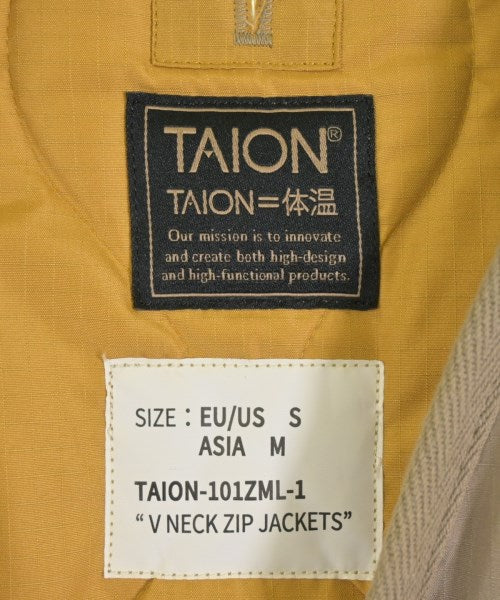 TAION®
TAION=体温
Our mission is to innovate
and create both high-design
and high-functional products.
SIZE : EU/US S
ASIA M
TAION-101ZML-1
“ V NECK ZIP JACKETS”